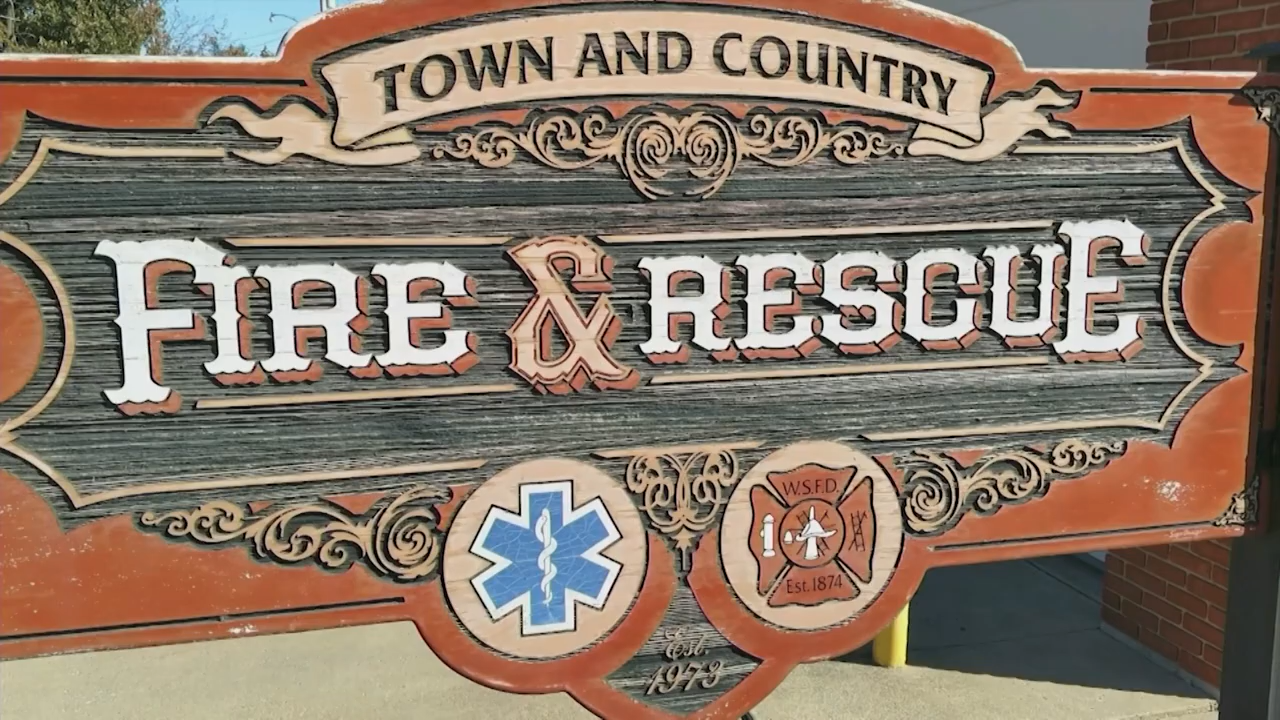 TOWN AND COUNTRY
FIRE & RESCUE
W.S.F.D.
Est. 1874
Est.
1973